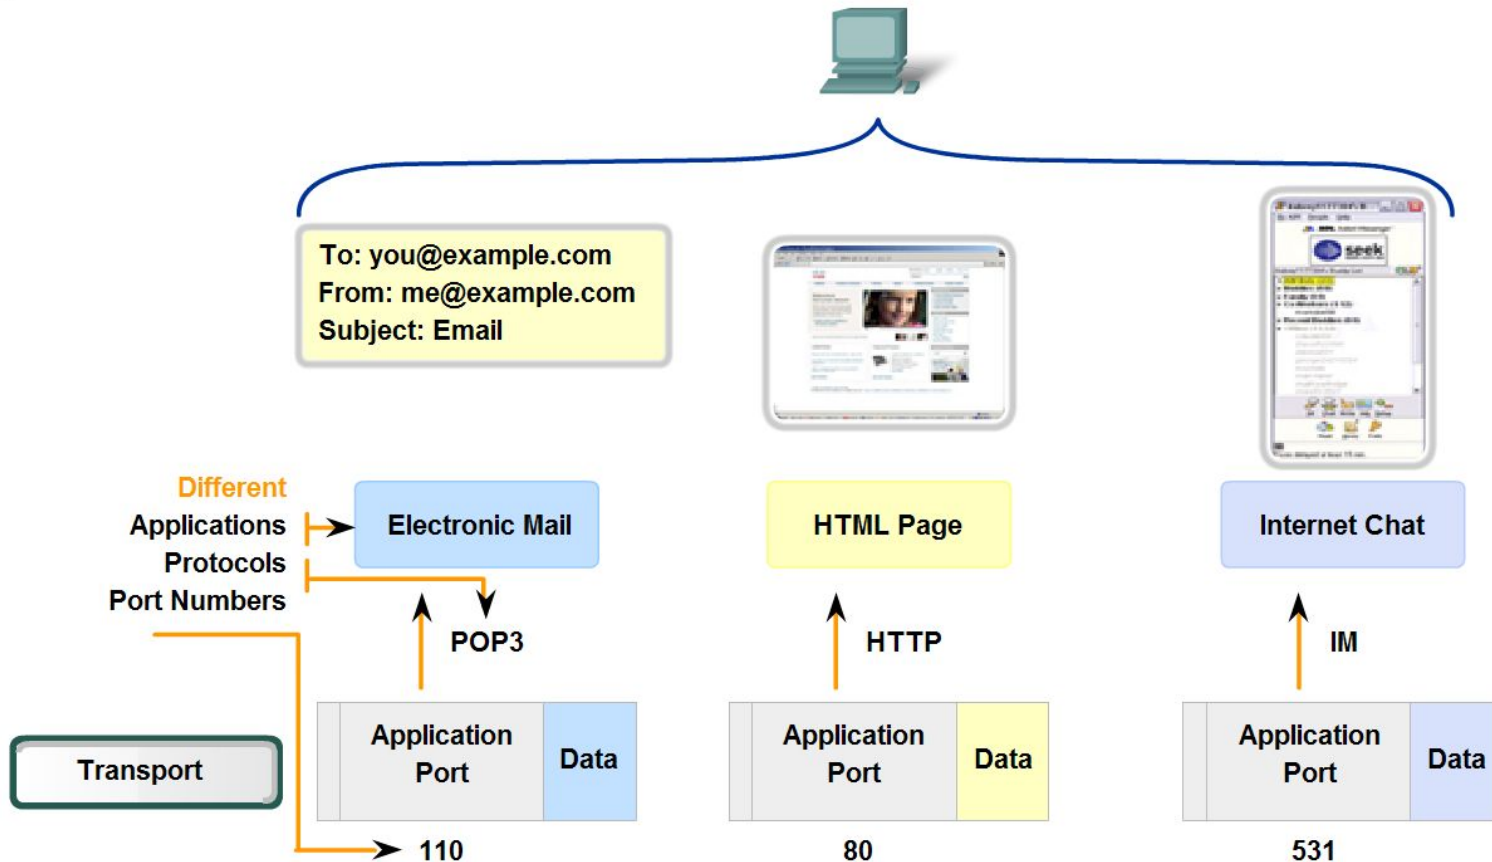 To: you@example.com
From: me@example.com
Subject: Email
seek
Different
Applications
Protocols
Port Numbers
Electronic Mail
HTML Page
Internet Chat
POP3
HTTP
IM
Transport
Application
Port
Data
Application
Port
Data
Application
Port
Data
110
80
531